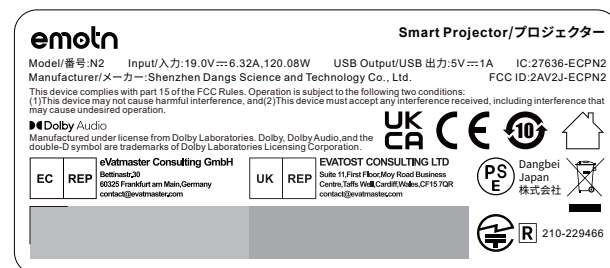 emotn
Smart Projector/プロジェクター
Model/番号:N2 Input/入力:19.0V⎓6.32A,120.08W USB Output/USB 出力:5V⎓1A IC:27636-ECPN2
Manufacturer/メーカー:Shenzhen Dangs Science and Technology Co., Ltd. FCC ID:2AV2J-ECPN2
This device complies with part 15 of the FCC Rules. Operation is subject to the following two conditions:
(1)This device may not cause harmful interference, and(2)This device must accept any interference received, including interference that
may cause undesired operation.
Dolby Audio
Manufactured under license from Dolby Laboratories. Dolby, Dolby Audio,and the
double-D symbol are trademarks of Dolby Laboratories Licensing Corporation.
UK
CA
CE
10
EC REP
eVatmaster Consulting GmbH
Bettinastr.30
60325 Frankfurt am Main,Germany
contact@evatmaster.com
UK REP
EVATOST CONSULTING LTD
Suite 11,First Floor,Moy Road Business
Centre,Taffs Well,Cardiff,Wales,CF15 7QR
contact@evatmaster.com
PS
E
Dangbei
Japan
株式会社
R 210-229466